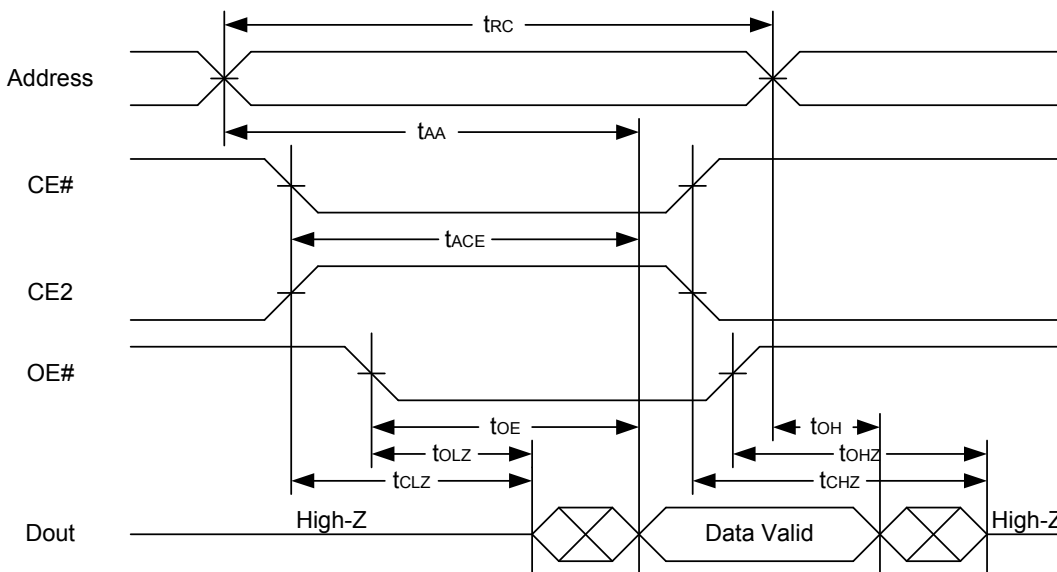 tRC
Address
tAA
CE#
tACE
CE2
OE#
tOE
tOH
tOLZ
tOHZ
tCLZ
tCHZ
High-Z
High-Z
Dout
Data Valid